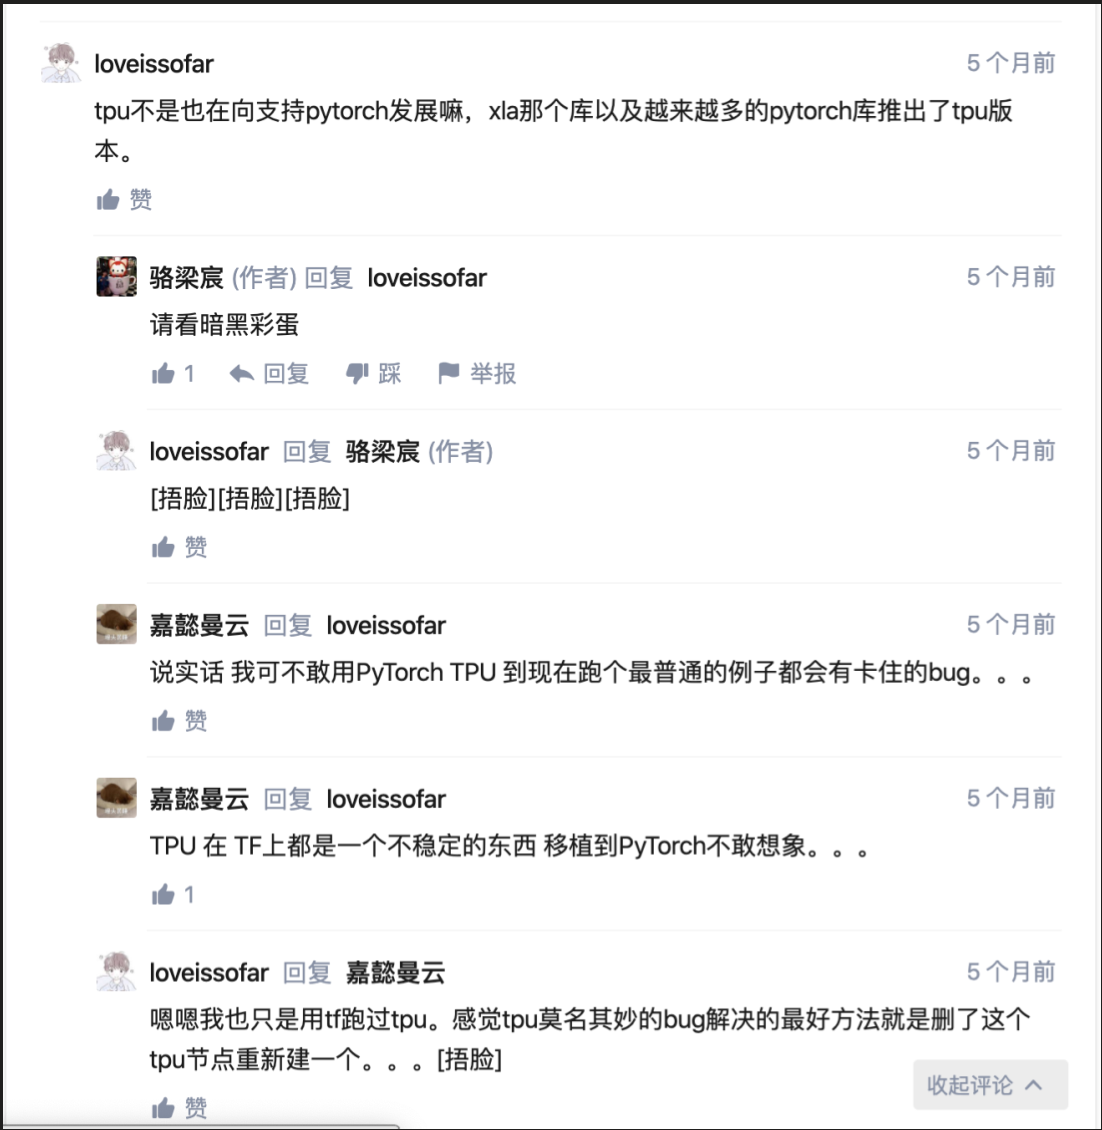 loveissofar 5 个月前
tpu不是也在向支持pytorch发展嘛，xla那个库以及越来越多的pytorch库推出了tpu版
本。
赞
骆梁宸 (作者) 回复 loveissofar 5 个月前
请看暗黑彩蛋
1 回复 踩 举报
loveissofar 回复 骆梁宸 (作者) 5 个月前
[捂脸][捂脸][捂脸]
赞
嘉懿曼云 回复 loveissofar 5 个月前
说实话 我可不敢用PyTorch TPU 到现在跑个最普通的例子都会有卡住的bug。。。
赞
嘉懿曼云 回复 loveissofar 5 个月前
TPU 在 TF上都是一个不稳定的东西 移植到PyTorch不敢想象。。。
1
loveissofar 回复 嘉懿曼云 5 个月前
嗯嗯我也只是用tf跑过tpu。感觉tpu莫名其妙的bug解决的最好方法就是删了这个
tpu节点重新建一个。。。[捂脸]
收起评论
赞